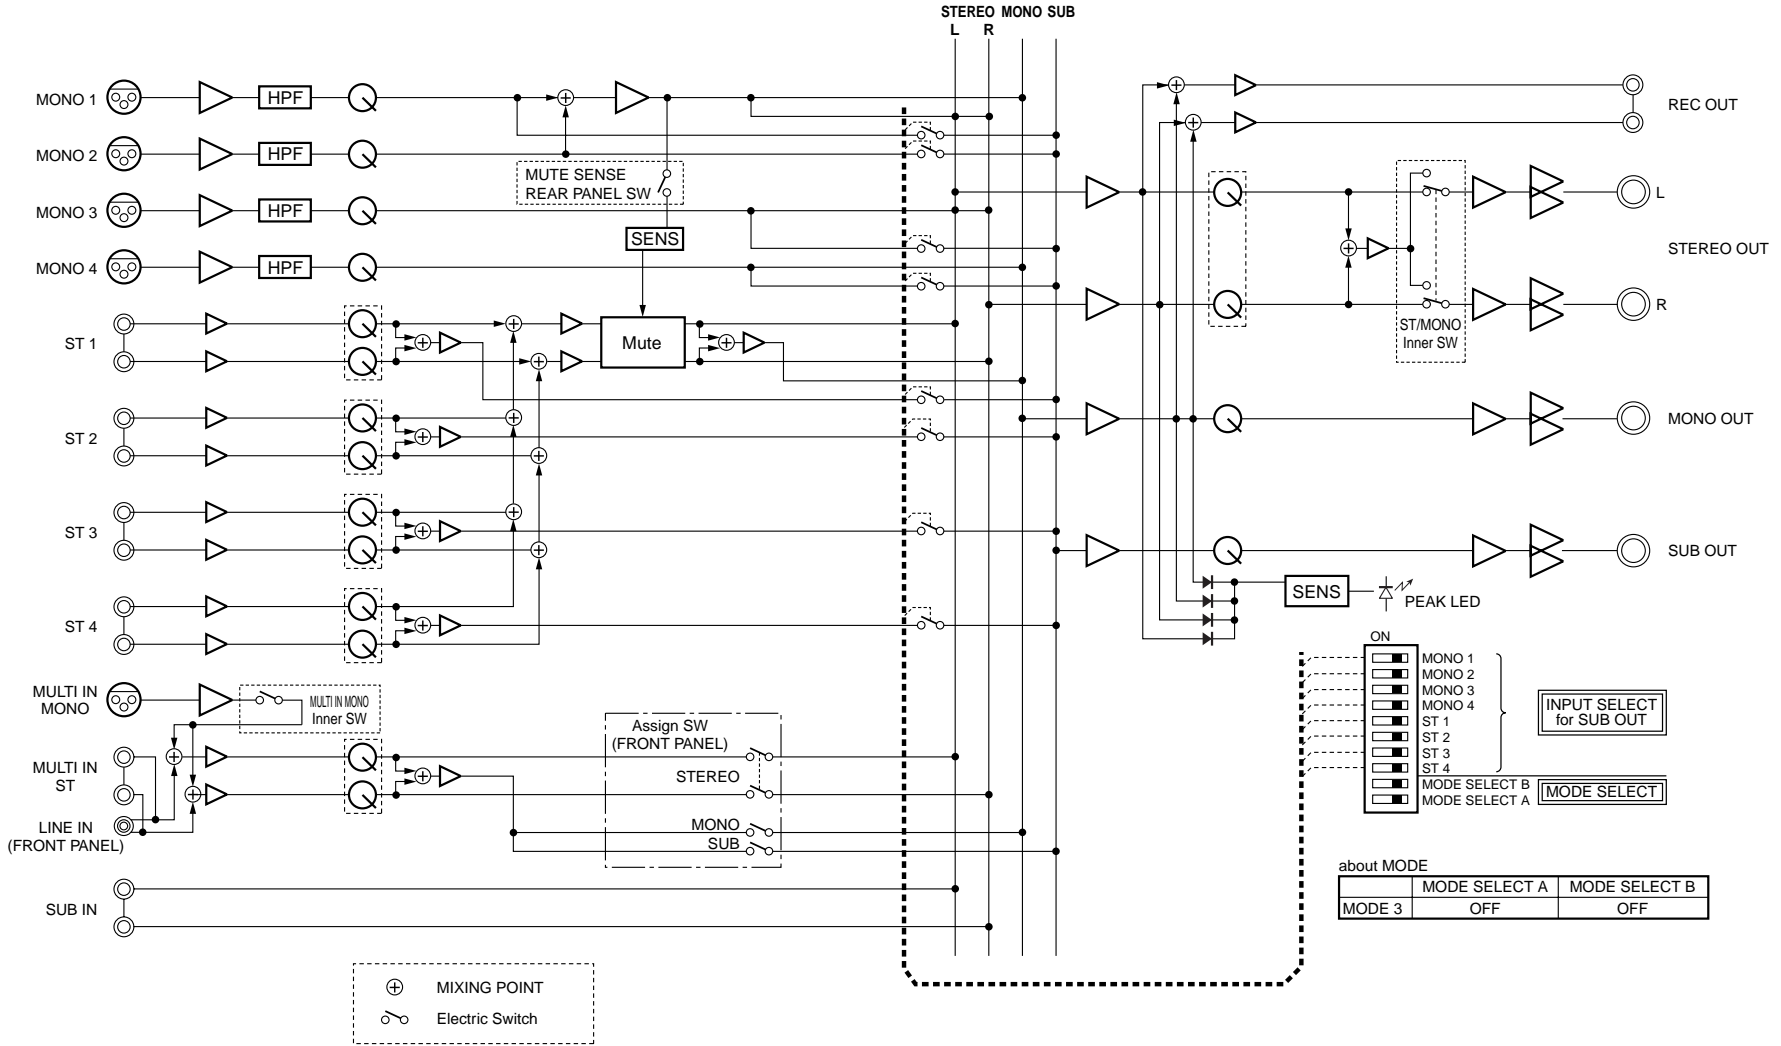 STEREO MONO SUB
L R
MONO 1
HPF
MONO 2
HPF
MONO 3
HPF
MONO 4
HPF
MUTE SENSE
REAR PANEL SW
SENS
ST 1
Mute
ST 2
ST 3
ST 4
MULTI IN
MONO
MULTI IN MONO
Inner SW
MULTI IN
ST
LINE IN
(FRONT PANEL)
Assign SW
(FRONT PANEL)
STEREO
MONO
SUB
SUB IN
MIXING POINT
Electric Switch
REC OUT
L
STEREO OUT
R
ST/MONO
Inner SW
MONO OUT
SUB OUT
SENS
PEAK LED
ON
MONO 1
MONO 2
MONO 3
MONO 4
ST 1
ST 2
ST 3
ST 4
MODE SELECT B
MODE SELECT A
INPUT SELECT
for SUB OUT
MODE SELECT
about MODE
MODE SELECT A MODE SELECT B
MODE 3 OFF OFF